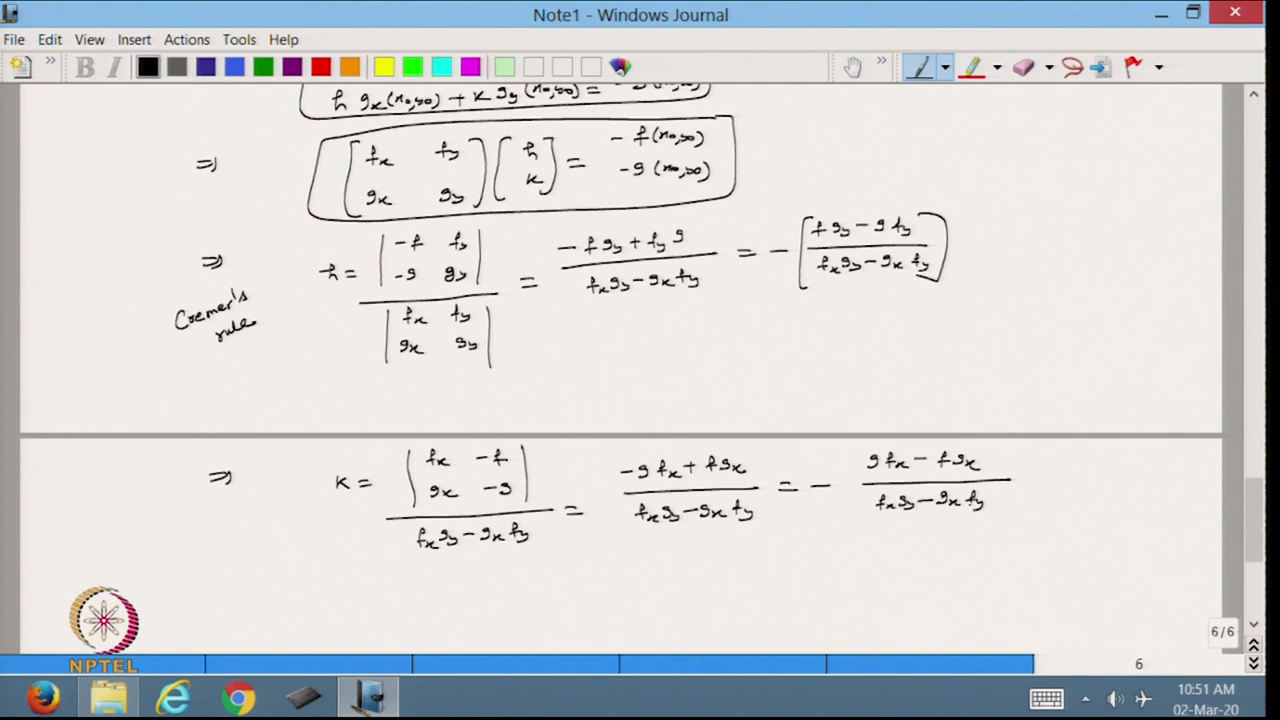 Note1 - Windows Journal
File Edit View Insert Actions Tools Help
h gx(x0,y0) + k gy(x0,y0) = - g(x0,y0)
⇒ [fx fy] [h] = - f(x0,y0)
[gx gy] [k] - g(x0,y0)
⇒ h = |-f fy; -g gy| / |fx fy; gx gy| = (-f gy + fy g) / (fx gy - gx fy) = - [(f gy - g fy) / (fx gy - gx fy)]
Cremer's
rule
⇒ k = |fx -f; gx -g| / (fx gy - gx fy) = (-g fx + f gx) / (fx gy - gx fy) = - (g fx - f gx) / (fx gy - gx fy)
6/6
NPTEL
6
10:51 AM
02-Mar-20